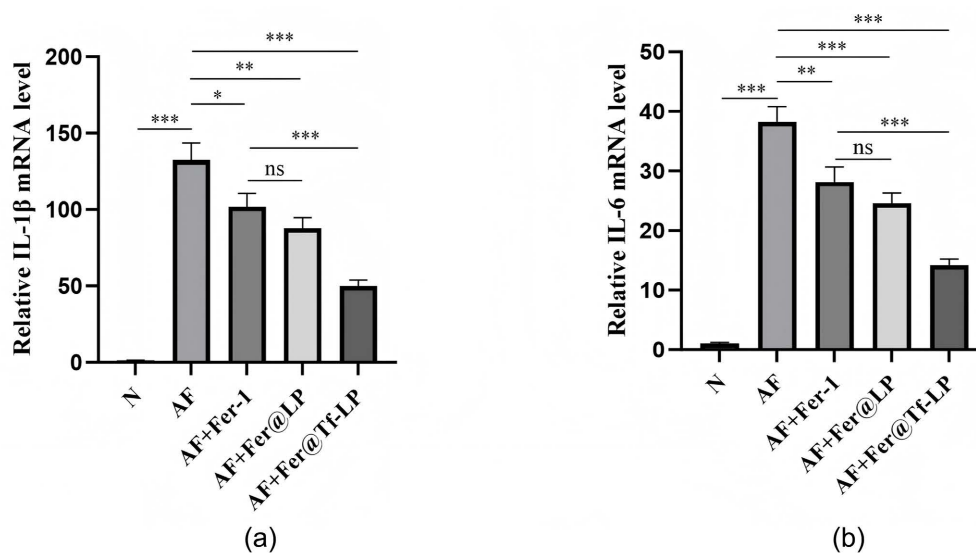 Relative IL-1β mRNA level
200
150
100
50
0
***
**
*
***
***
ns
N
AF
AF+Fer-1
AF+Fer@LP
AF+Fer@Tf-LP
(a)
Relative IL-6 mRNA level
50
40
30
20
10
0
***
***
**
***
***
ns
N
AF
AF+Fer-1
AF+Fer@LP
AF+Fer@Tf-LP
(b)